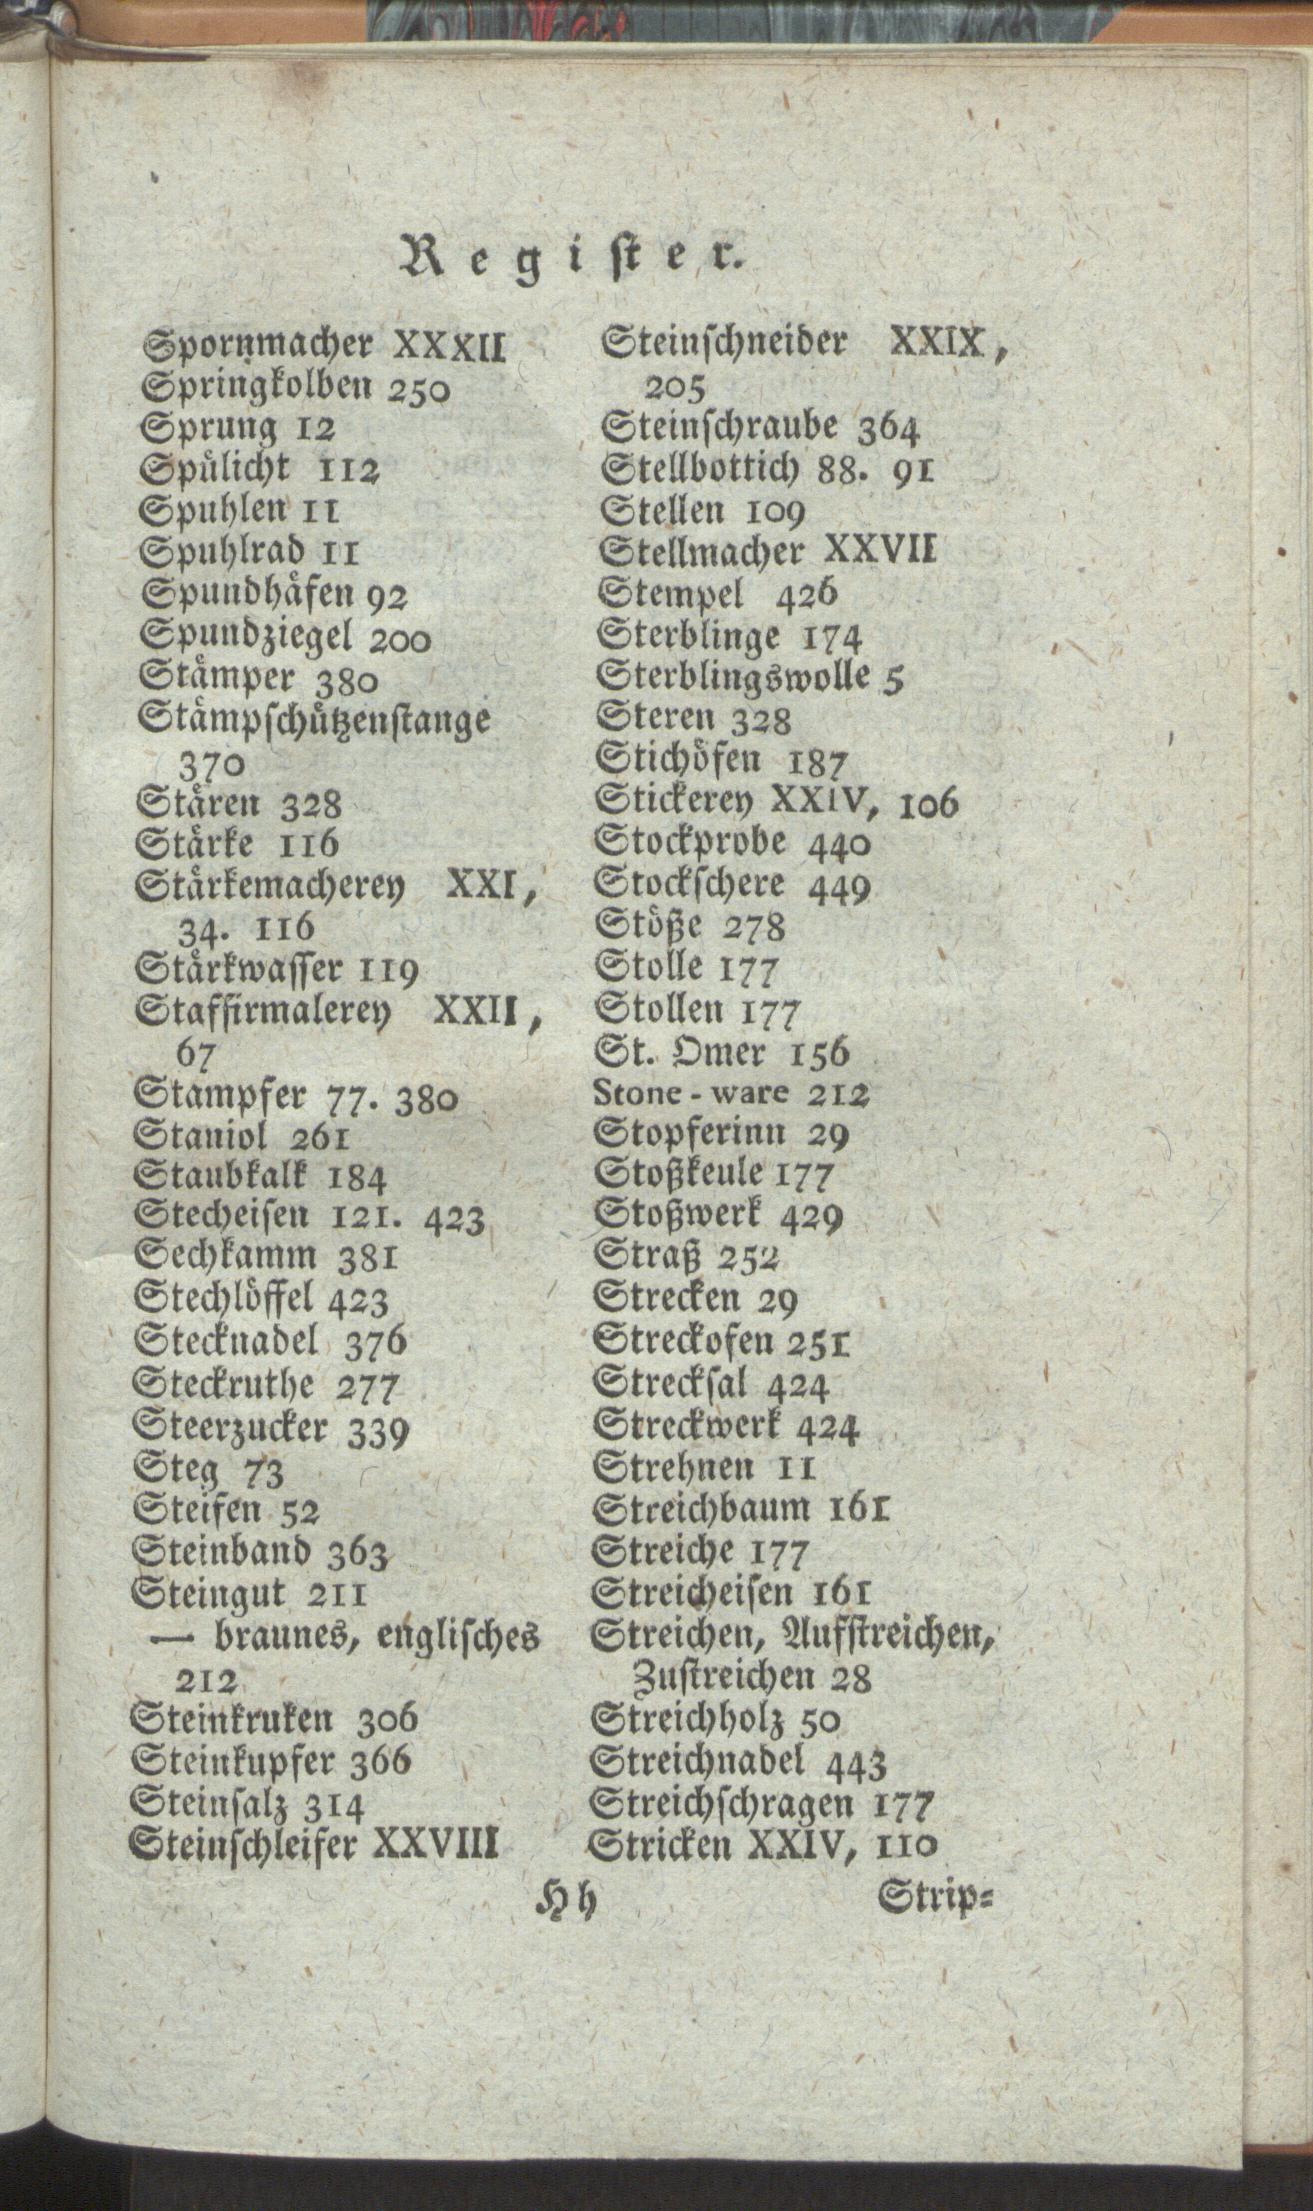 Register.
Spornmacher XXXII
Springkolben 250
Sprung 12
Spülicht 112
Spuhlen 11
Spuhlrad 11
Spundhäfen 92
Spundziegel 200
Stämper 380
Stämpschützenstange
370
Stären 328
Stärke 116
Stärkemacherey XXI,
34. 116
Stärkwasser 119
Staffirmalerey XXII,
67
Stampfer 77. 380
Staniol 261
Staubkalk 184
Stecheisen 121. 423
Sechkamm 381
Stechlöffel 423
Stecknadel 376
Steckruthe 277
Steerzucker 339
Steg 73
Steifen 52
Steinband 363
Steingut 211
— braunes, englisches
212
Steinkruken 306
Steinkupfer 366
Steinsalz 314
Steinschleifer XXVIII
Steinschneider XXIX,
205
Steinschraube 364
Stellbottich 88. 91
Stellen 109
Stellmacher XXVII
Stempel 426
Sterblinge 174
Sterblingswolle 5
Steren 328
Stichöfen 187
Stickerey XXIV, 106
Stockprobe 440
Stockschere 449
Stöße 278
Stolle 177
Stollen 177
St. Omer 156
Stone-ware 212
Stopferinn 29
Stoßkeule 177
Stoßwerk 429
Straß 252
Strecken 29
Streckofen 251
Strecksal 424
Streckwerk 424
Strehnen 11
Streichbaum 161
Streiche 177
Streicheisen 161
Streichen, Aufstreichen,
Zustreichen 28
Streichholz 50
Streichnadel 443
Streichschragen 177
Stricken XXIV, 110
Hh Strip=